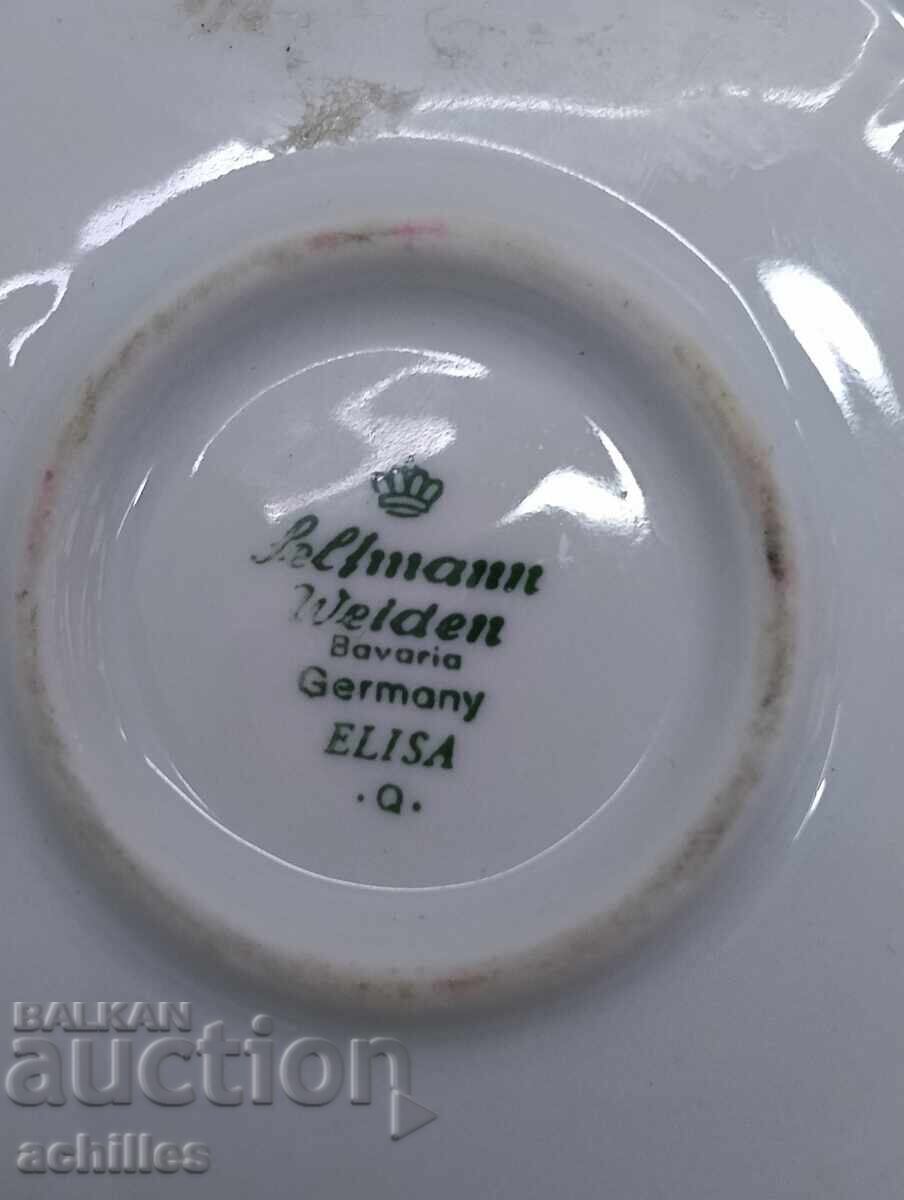 Seltmann
Weiden
Bavaria
Germany
ELISA
· Q ·
BALKAN
auction
achilles